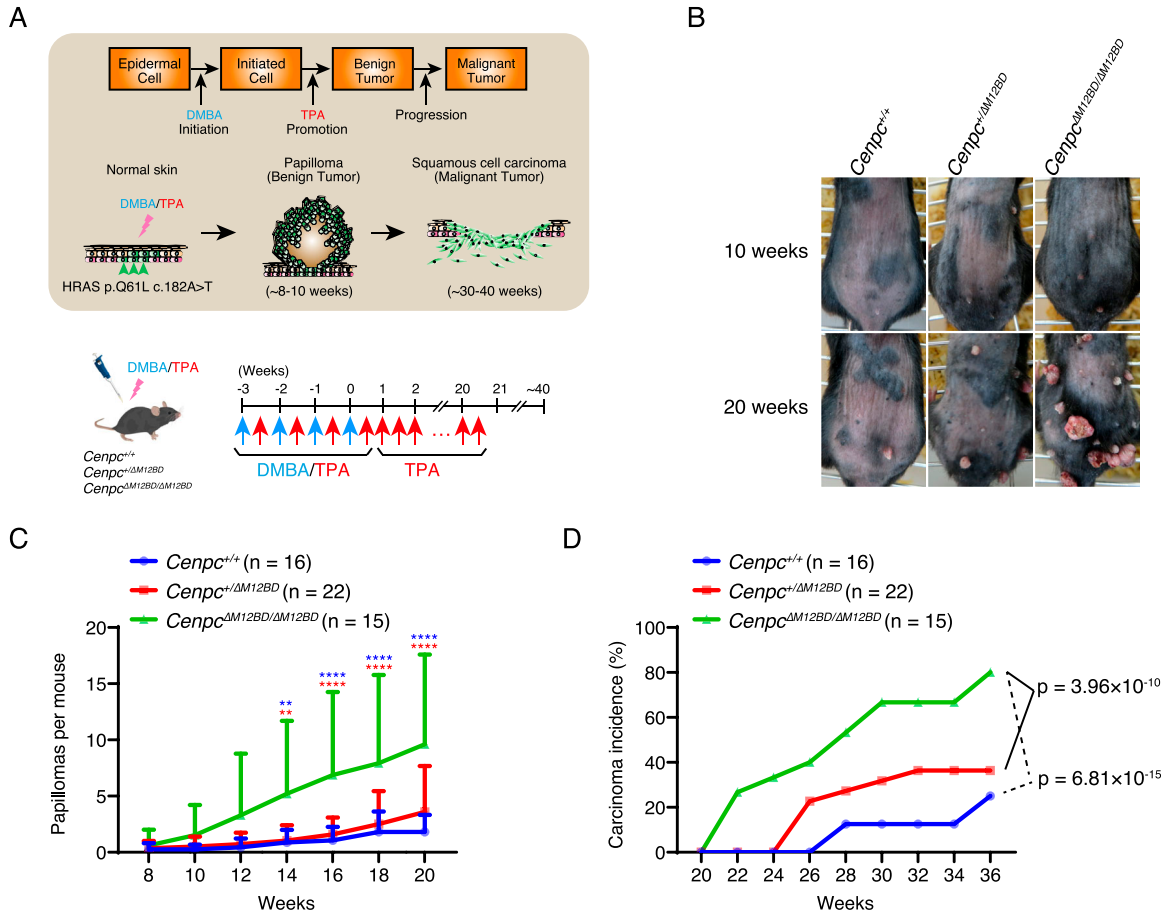 A
Epidermal Cell
Initiated Cell
Benign Tumor
Malignant Tumor
DMBA
Initiation
TPA
Promotion
Progression
Normal skin
Papilloma
(Benign Tumor)
Squamous cell carcinoma
(Malignant Tumor)
DMBA/TPA
HRAS p.Q61L c.182A>T
(~8-10 weeks)
(~30-40 weeks)
DMBA/TPA
Cenpc+/+
Cenpc+/ΔM12BD
CenpcΔM12BD/ΔM12BD
(Weeks)
-3 -2 -1 0 1 2 20 21 ~40
...
DMBA/TPA
TPA
B
Cenpc+/+
Cenpc+/ΔM12BD
CenpcΔM12BD/ΔM12BD
10 weeks
20 weeks
C
Cenpc+/+ (n = 16)
Cenpc+/ΔM12BD (n = 22)
CenpcΔM12BD/ΔM12BD (n = 15)
Papillomas per mouse
20
15
10
5
0
**
**
****
****
****
****
****
****
8 10 12 14 16 18 20
Weeks
D
Cenpc+/+ (n = 16)
Cenpc+/ΔM12BD (n = 22)
CenpcΔM12BD/ΔM12BD (n = 15)
Carcinoma incidence (%)
100
80
60
40
20
0
p = 3.96×10-10
p = 6.81×10-15
20 22 24 26 28 30 32 34 36
Weeks